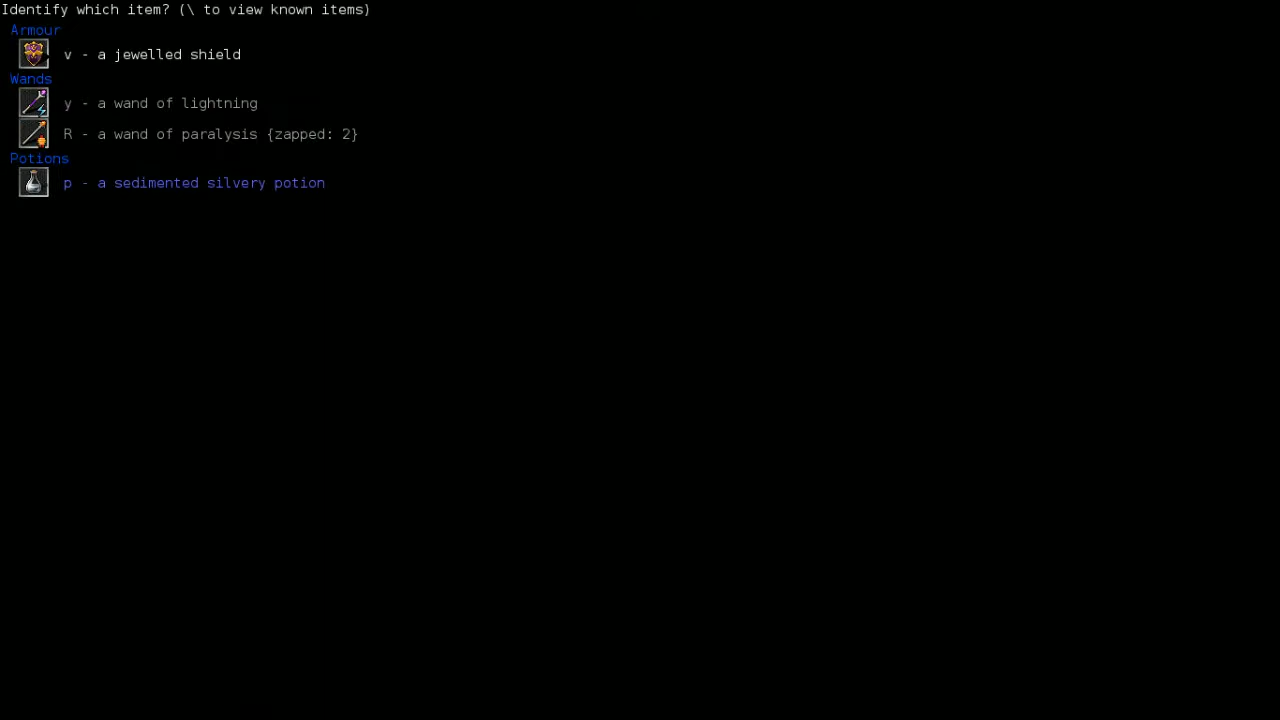 Identify which item? (\ to view known items)
Armour
v - a jewelled shield
Wands
y - a wand of lightning
R - a wand of paralysis {zapped: 2}
Potions
p - a sedimented silvery potion